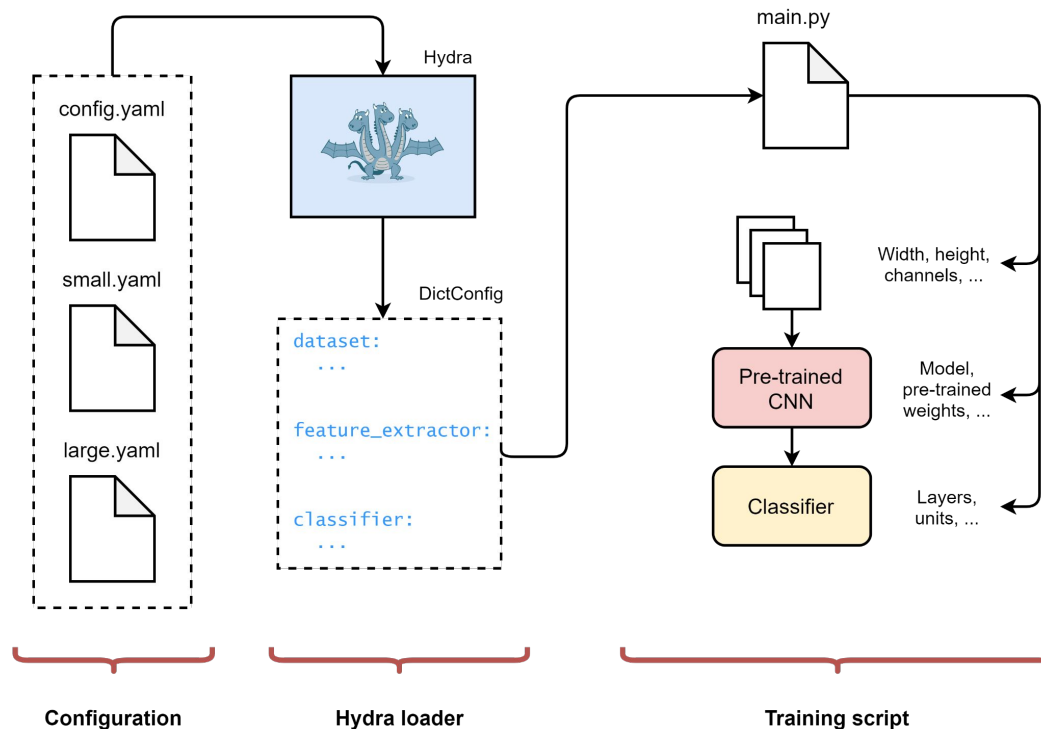 config.yaml
small.yaml
large.yaml
Hydra
DictConfig
dataset:
...
feature_extractor:
...
classifier:
...
main.py
Width, height,
channels, ...
Pre-trained
CNN
Model,
pre-trained
weights, ...
Classifier
Layers,
units, ...
Configuration
Hydra loader
Training script